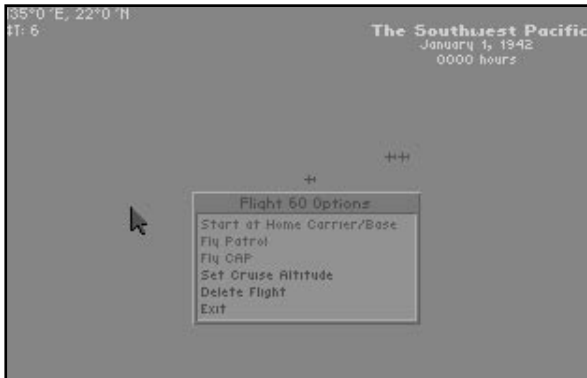 135°0'E, 22°0'N
The Southwest Pacific
January 1, 1942
0000 hours
Flight 60 Options
Start at Home Carrier/Base
Fly Patrol
Fly CAP
Set Cruise Altitude
Delete Flight
Exit